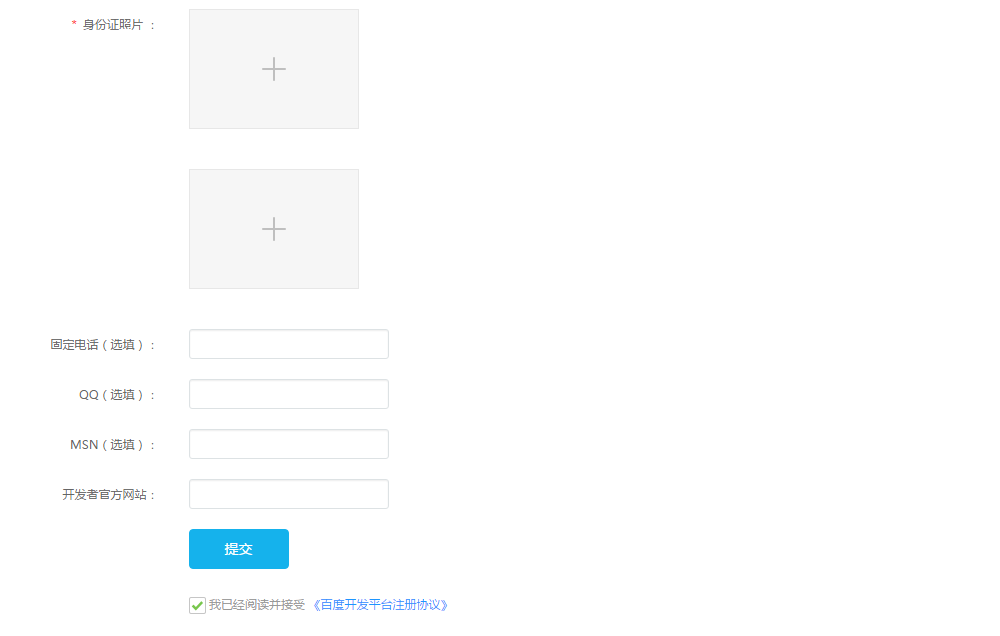 * 身份证照片 ：
固定电话（选填）：
QQ（选填）：
MSN（选填）：
开发者官方网站：
提交
我已经阅读并接受 《百度开发平台注册协议》